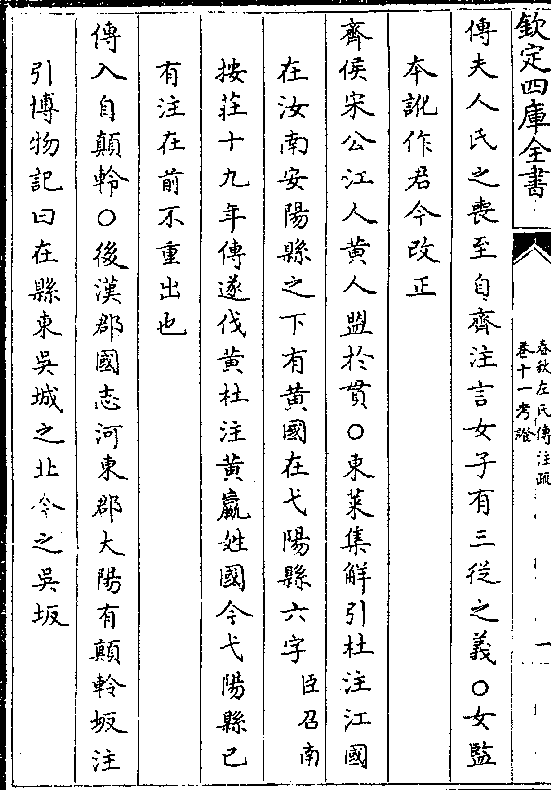 欽定四庫全書
春秋左氏傳注疏
卷十一考證
一
傳夫人氏之喪至自齊注言女子有三從之義○女監
本訛作君今改正
齊侯宋公江人黄人盟於貫○東萊集解引杜注江國
在汝南安陽縣之下有黄國在弋陽縣六字臣召南
按莊十九年傳遂伐黄杜注黄嬴姓國今弋陽縣已
有注在前不重出也
傳入自顛軨○後漢郡國志河東郡大陽有顛軨坂注
引博物記曰在縣東吳城之北今之吳坂